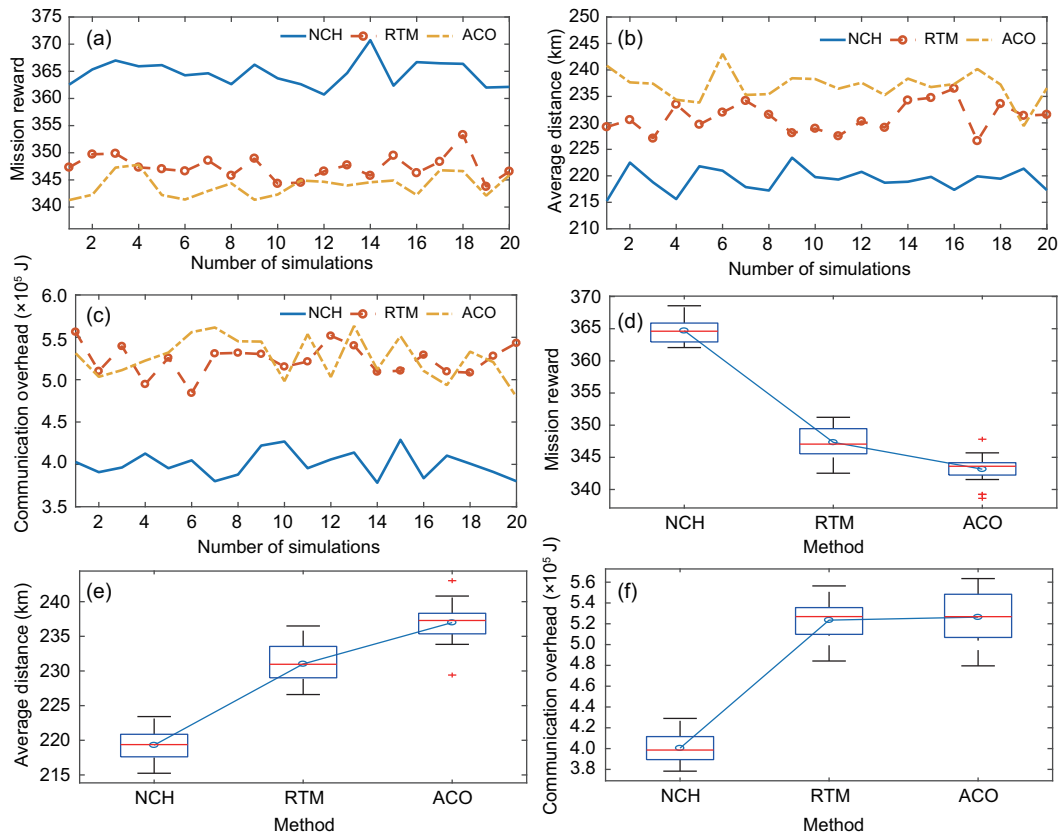 (a)
NCH RTM ACO
Mission reward
375
370
365
360
355
350
345
340
2 4 6 8 10 12 14 16 18 20
Number of simulations
(b)
NCH RTM ACO
Average distance (km)
250
245
240
235
230
225
220
215
210
2 4 6 8 10 12 14 16 18 20
Number of simulations
(c)
NCH RTM ACO
Communication overhead (×10⁵ J)
6.0
5.5
5.0
4.5
4.0
3.5
2 4 6 8 10 12 14 16 18 20
Number of simulations
(d)
Mission reward
370
365
360
355
350
345
340
NCH RTM ACO
Method
(e)
Average distance (km)
240
235
230
225
220
215
NCH RTM ACO
Method
(f)
Communication overhead (×10⁵ J)
5.6
5.2
5.2
4.8
4.6
4.4
4.2
4.0
3.8
NCH RTM ACO
Method